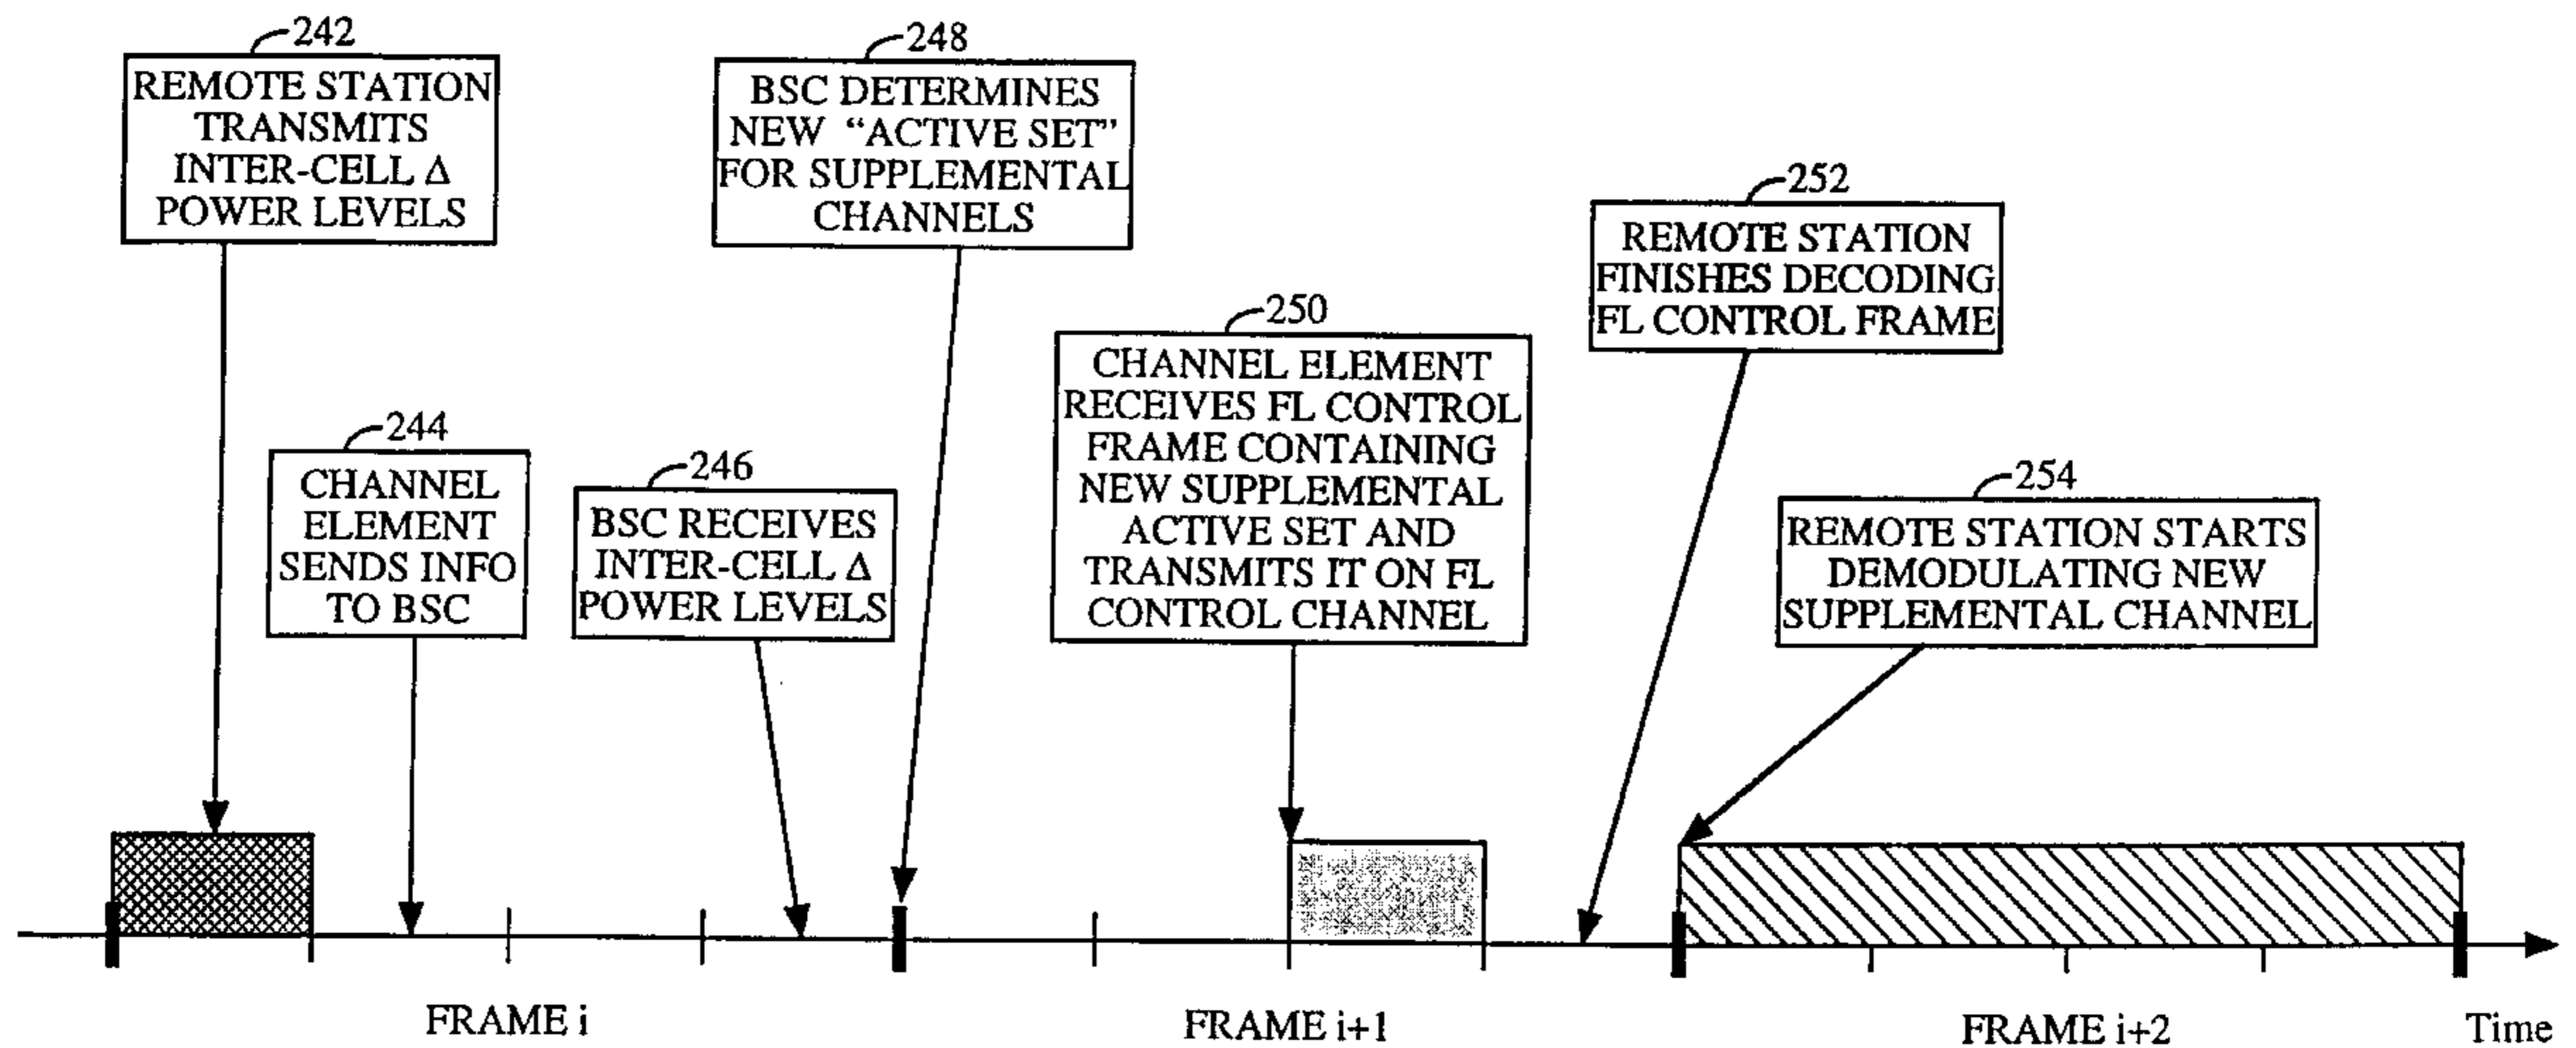 242
REMOTE STATION
TRANSMITS
INTER-CELL Δ
POWER LEVELS
244
CHANNEL
ELEMENT
SENDS INFO
TO BSC
246
BSC RECEIVES
INTER-CELL Δ
POWER LEVELS
248
BSC DETERMINES
NEW “ACTIVE SET”
FOR SUPPLEMENTAL
CHANNELS
250
CHANNEL ELEMENT
RECEIVES FL CONTROL
FRAME CONTAINING
NEW SUPPLEMENTAL
ACTIVE SET AND
TRANSMITS IT ON FL
CONTROL CHANNEL
252
REMOTE STATION
FINISHES DECODING
FL CONTROL FRAME
254
REMOTE STATION STARTS
DEMODULATING NEW
SUPPLEMENTAL CHANNEL
FRAME i
FRAME i+1
FRAME i+2
Time